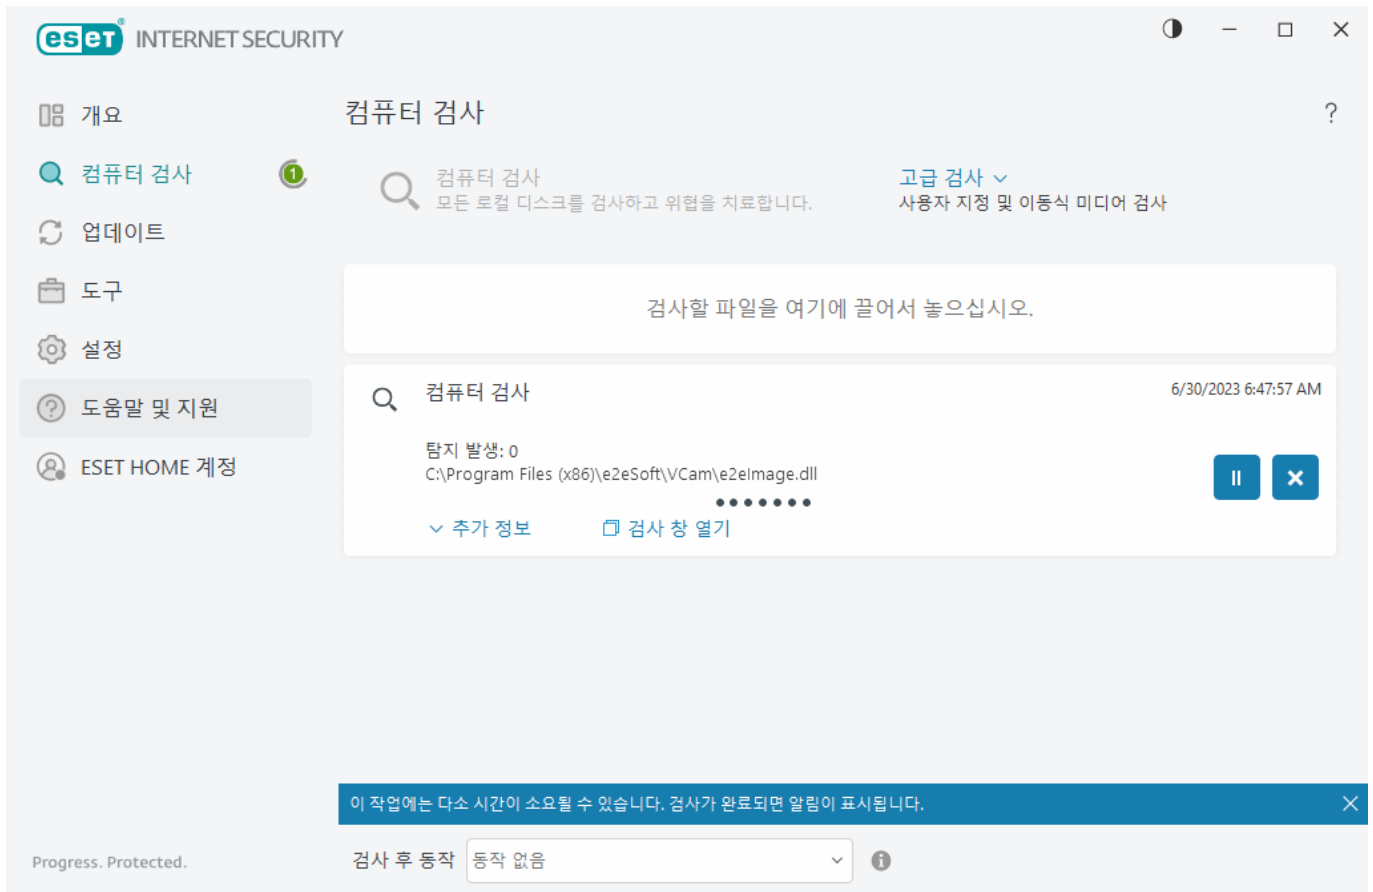 eset® INTERNET SECURITY
개요
컴퓨터 검사
1
업데이트
도구
설정
도움말 및 지원
ESET HOME 계정
Progress. Protected.
컴퓨터 검사
?
컴퓨터 검사
모든 로컬 디스크를 검사하고 위협을 치료합니다.
고급 검사
사용자 지정 및 이동식 미디어 검사
검사할 파일을 여기에 끌어서 놓으십시오.
컴퓨터 검사
6/30/2023 6:47:57 AM
탐지 발생: 0
C:\Program Files (x86)\e2eSoft\VCam\e2eImage.dll
추가 정보
검사 창 열기
이 작업에는 다소 시간이 소요될 수 있습니다. 검사가 완료되면 알림이 표시됩니다.
검사 후 동작
동작 없음